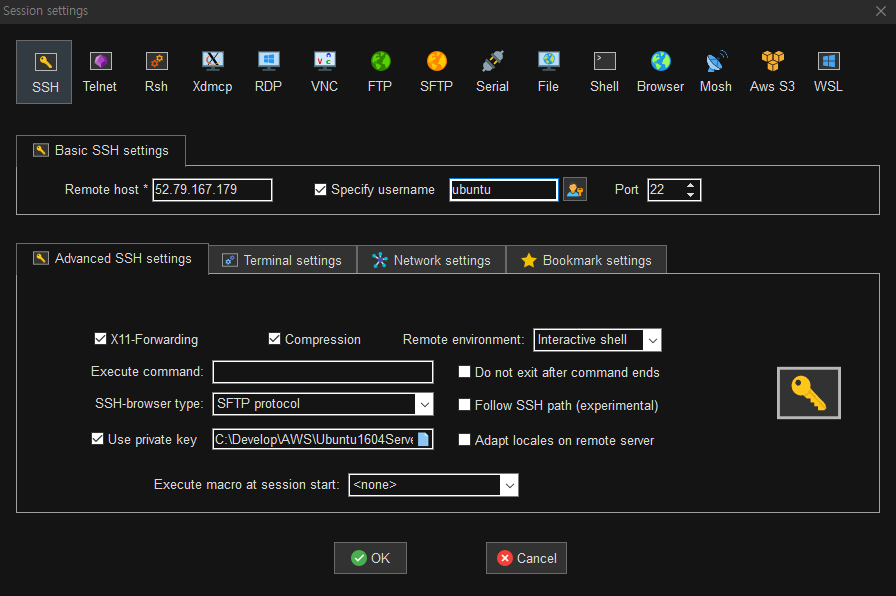 Session settings
SSH Telnet Rsh Xdmcp RDP VNC FTP SFTP Serial File Shell Browser Mosh Aws S3 WSL
Basic SSH settings
Remote host * 52.79.167.179 Specify username ubuntu Port 22
Advanced SSH settings Terminal settings Network settings Bookmark settings
X11-Forwarding Compression Remote environment: Interactive shell
Execute command: Do not exit after command ends
SSH-browser type: SFTP protocol Follow SSH path (experimental)
Use private key C:\Develop\AWS\Ubuntu1604Serve Adapt locales on remote server
Execute macro at session start: <none>
OK Cancel